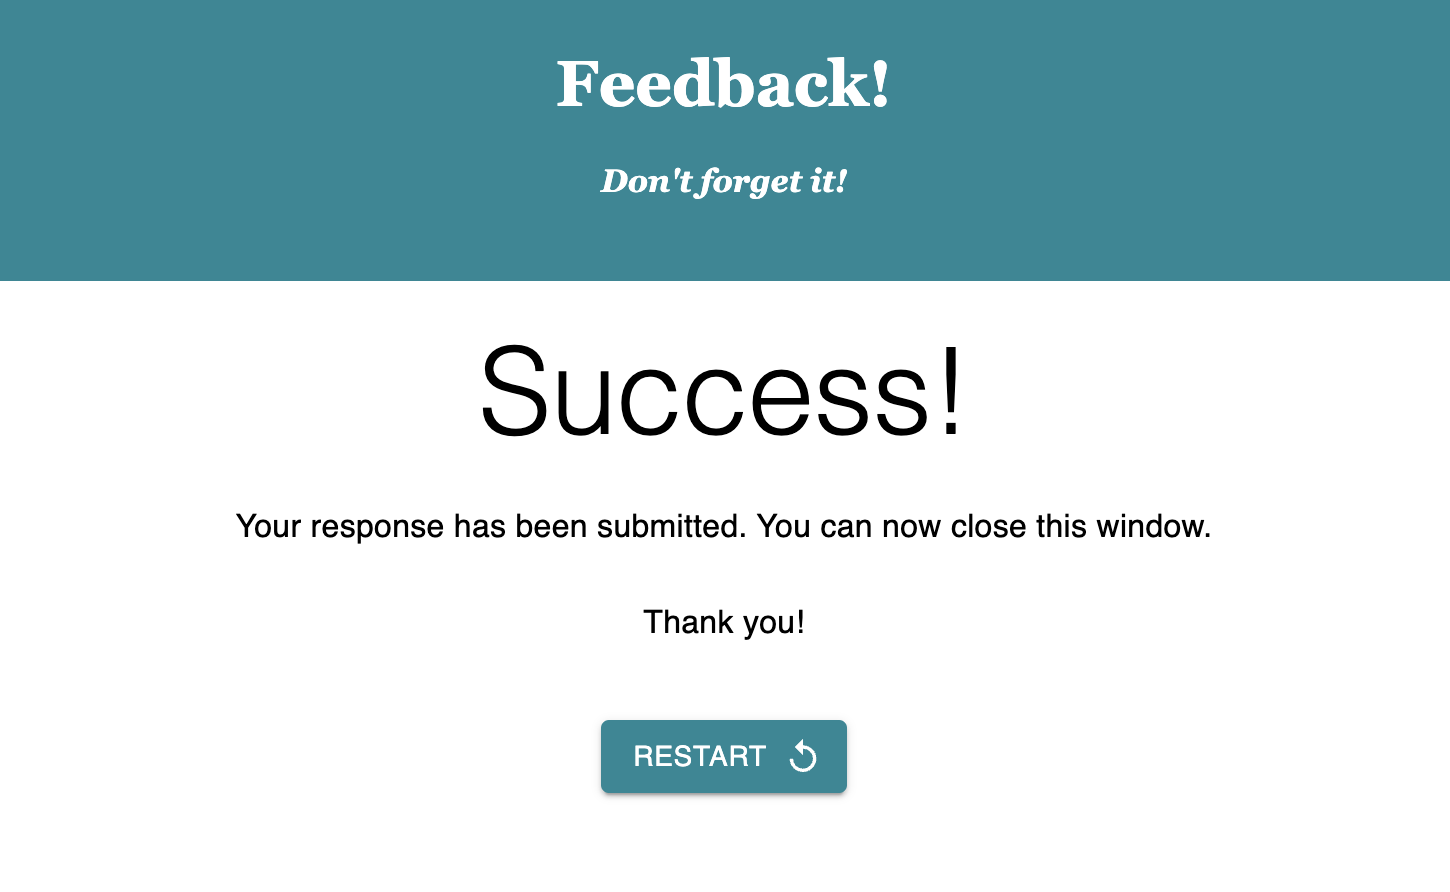 Feedback!
Don't forget it!
Success!
Your response has been submitted. You can now close this window.
Thank you!
RESTART